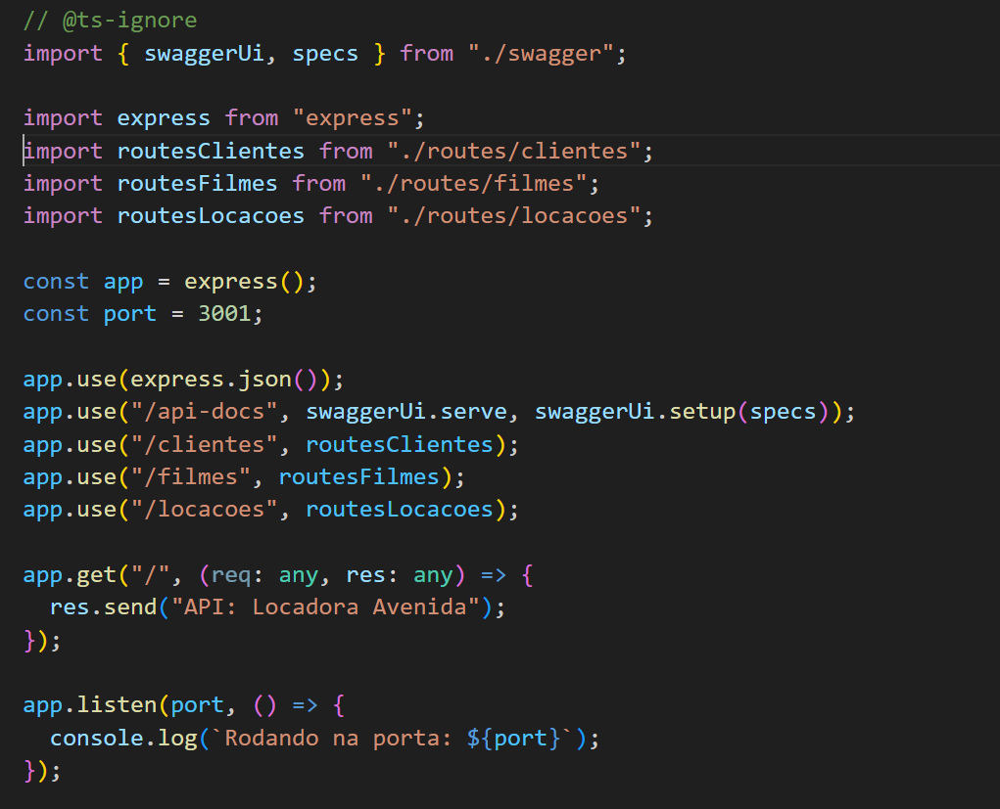 // @ts-ignore
import { swaggerUi, specs } from "./swagger";
import express from "express";
import routesClientes from "./routes/clientes";
import routesFilmes from "./routes/filmes";
import routesLocacoes from "./routes/locacoes";
const app = express();
const port = 3001;
app.use(express.json());
app.use("/api-docs", swaggerUi.serve, swaggerUi.setup(specs));
app.use("/clientes", routesClientes);
app.use("/filmes", routesFilmes);
app.use("/locacoes", routesLocacoes);
app.get("/", (req: any, res: any) => {
  res.send("API: Locadora Avenida");
});
app.listen(port, () => {
  console.log(`Rodando na porta: ${port}`);
});